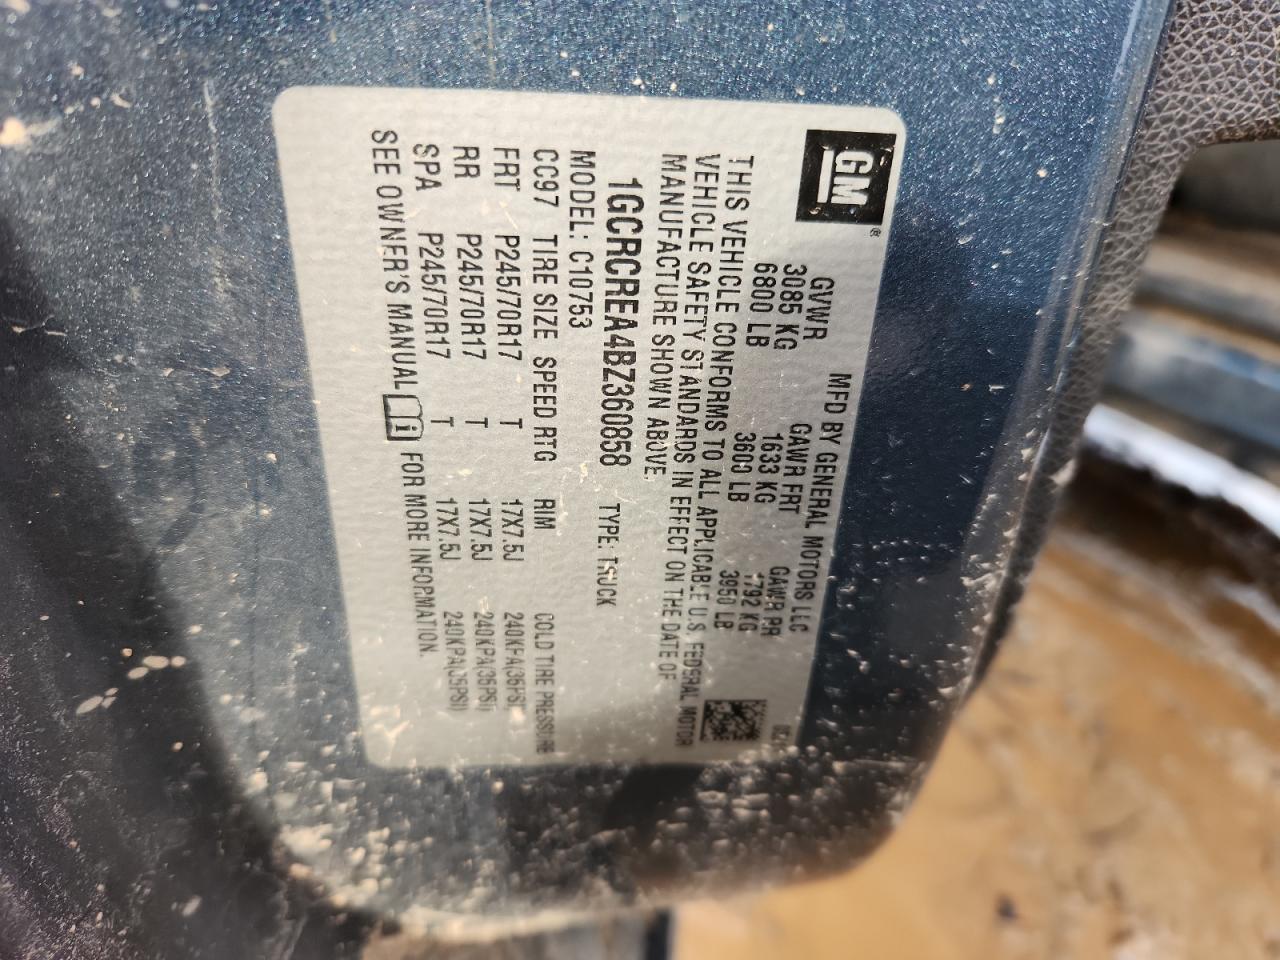 GM
MFD BY GENERAL MOTORS LLC
GVWR GAWR FRT GAWR RR
3085 KG 1633 KG 1792 KG
6800 LB 3600 LB 3950 LB
THIS VEHICLE CONFORMS TO ALL APPLICABLE U.S. FEDERAL MOTOR
VEHICLE SAFETY STANDARDS IN EFFECT ON THE DATE OF
MANUFACTURE SHOWN ABOVE.
1GCRCREA4BZ360858 TYPE: TRUCK
MODEL: C10753
CC97 TIRE SIZE SPEED RTG RIM COLD TIRE PRESSURE
FRT P245/70R17 T 17X7.5J 240KPA(35PSI)
RR P245/70R17 T 17X7.5J 240KPA(35PSI)
SPA P245/70R17 T 17X7.5J 240KPA(35PSI)
SEE OWNER'S MANUAL i FOR MORE INFORMATION.